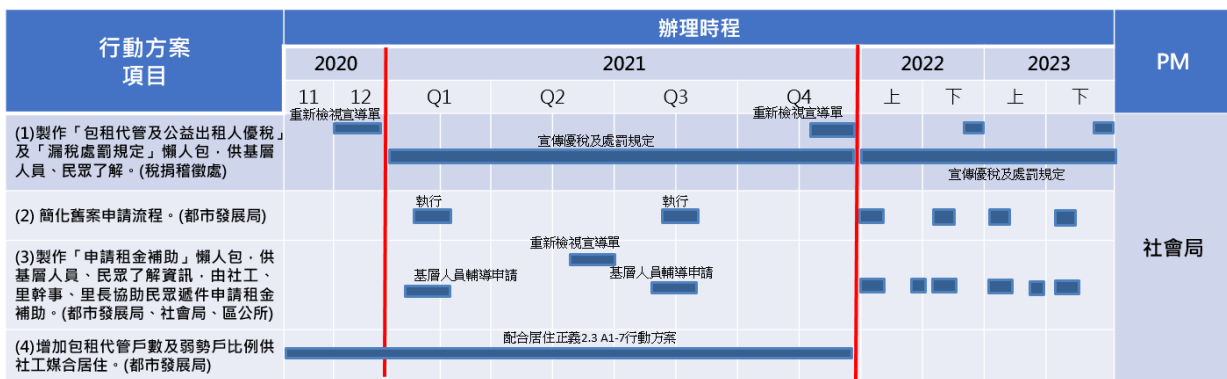 行動方案
項目
辦理時程
PM
2020
2021
2022
2023
11
12
Q1
Q2
Q3
Q4
上
下
上
下
(1)製作「包租代管及公益出租人優稅」
及「漏稅處罰規定」懶人包，供基層
人員、民眾了解。(稅捐稽徵處)
重新檢視宣導單
重新檢視宣導單
宣傳優稅及處罰規定
宣傳優稅及處罰規定
(2) 簡化舊案申請流程。(都市發展局)
執行
執行
(3)製作「申請租金補助」懶人包，供
基層人員、民眾了解資訊，由社工、
里幹事、里長協助民眾遞件申請租金
補助。(都市發展局、社會局、區公所)
重新檢視宣導單
基層人員輔導申請
基層人員輔導申請
(4)增加包租代管戶數及弱勢戶比例供
社工媒合居住。(都市發展局)
配合居住正義2.3 A1-7行動方案
社會局